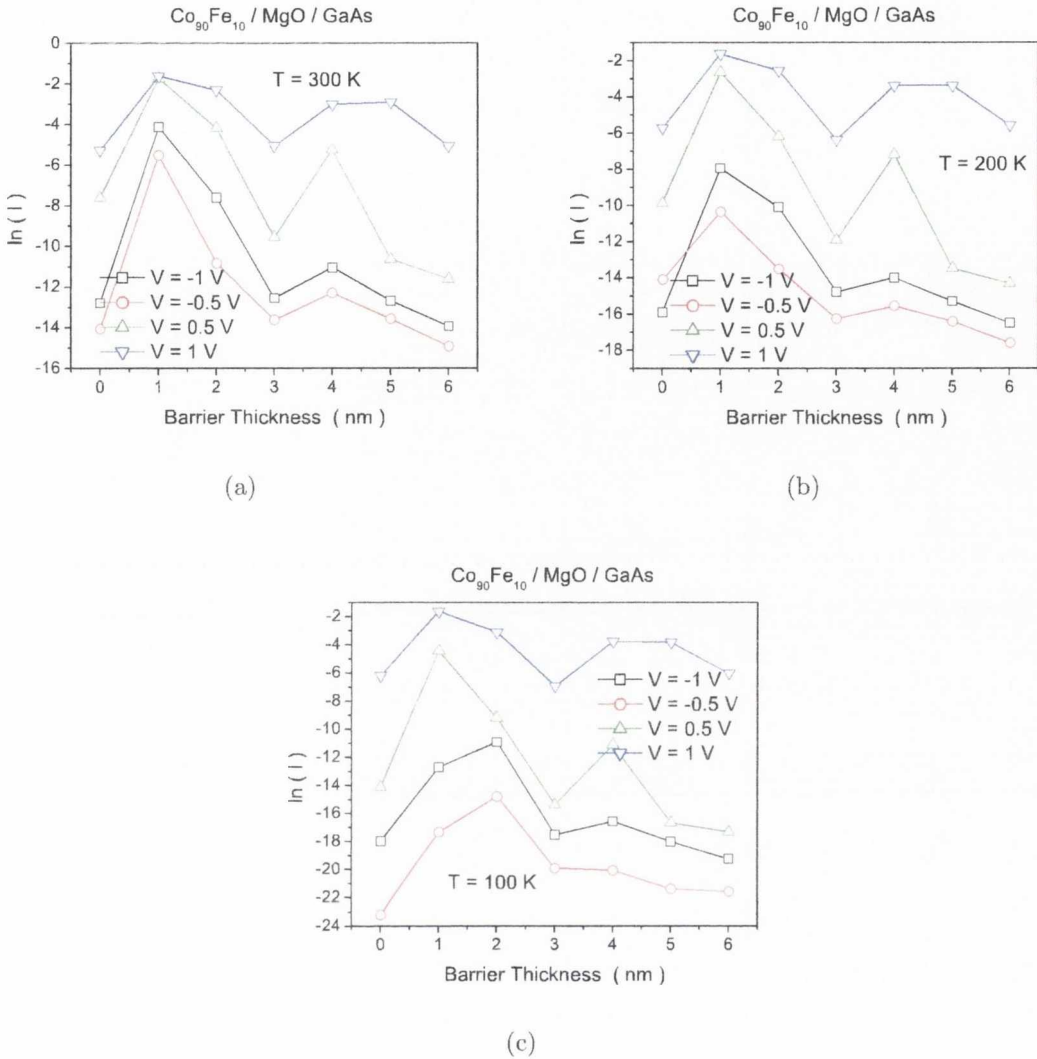 Co90Fe10 / MgO / GaAs
0
-2
-4
-6
-8
-10
-12
-14
-16
ln ( I )
T = 300 K
V = -1 V
V = -0.5 V
V = 0.5 V
V = 1 V
0 1 2 3 4 5 6
Barrier Thickness ( nm )
(a)
Co90Fe10 / MgO / GaAs
-2
-4
-6
-8
-10
-12
-14
-16
-18
ln ( I )
T = 200 K
V = -1 V
V = -0.5 V
V = 0.5 V
V = 1 V
0 1 2 3 4 5 6
Barrier Thickness ( nm )
(b)
Co90Fe10 / MgO / GaAs
-2
-4
-6
-8
-10
-12
-14
-16
-18
-20
-22
-24
ln ( I )
V = -1 V
V = -0.5 V
V = 0.5 V
V = 1 V
T = 100 K
0 1 2 3 4 5 6
Barrier Thickness ( nm )
(c)